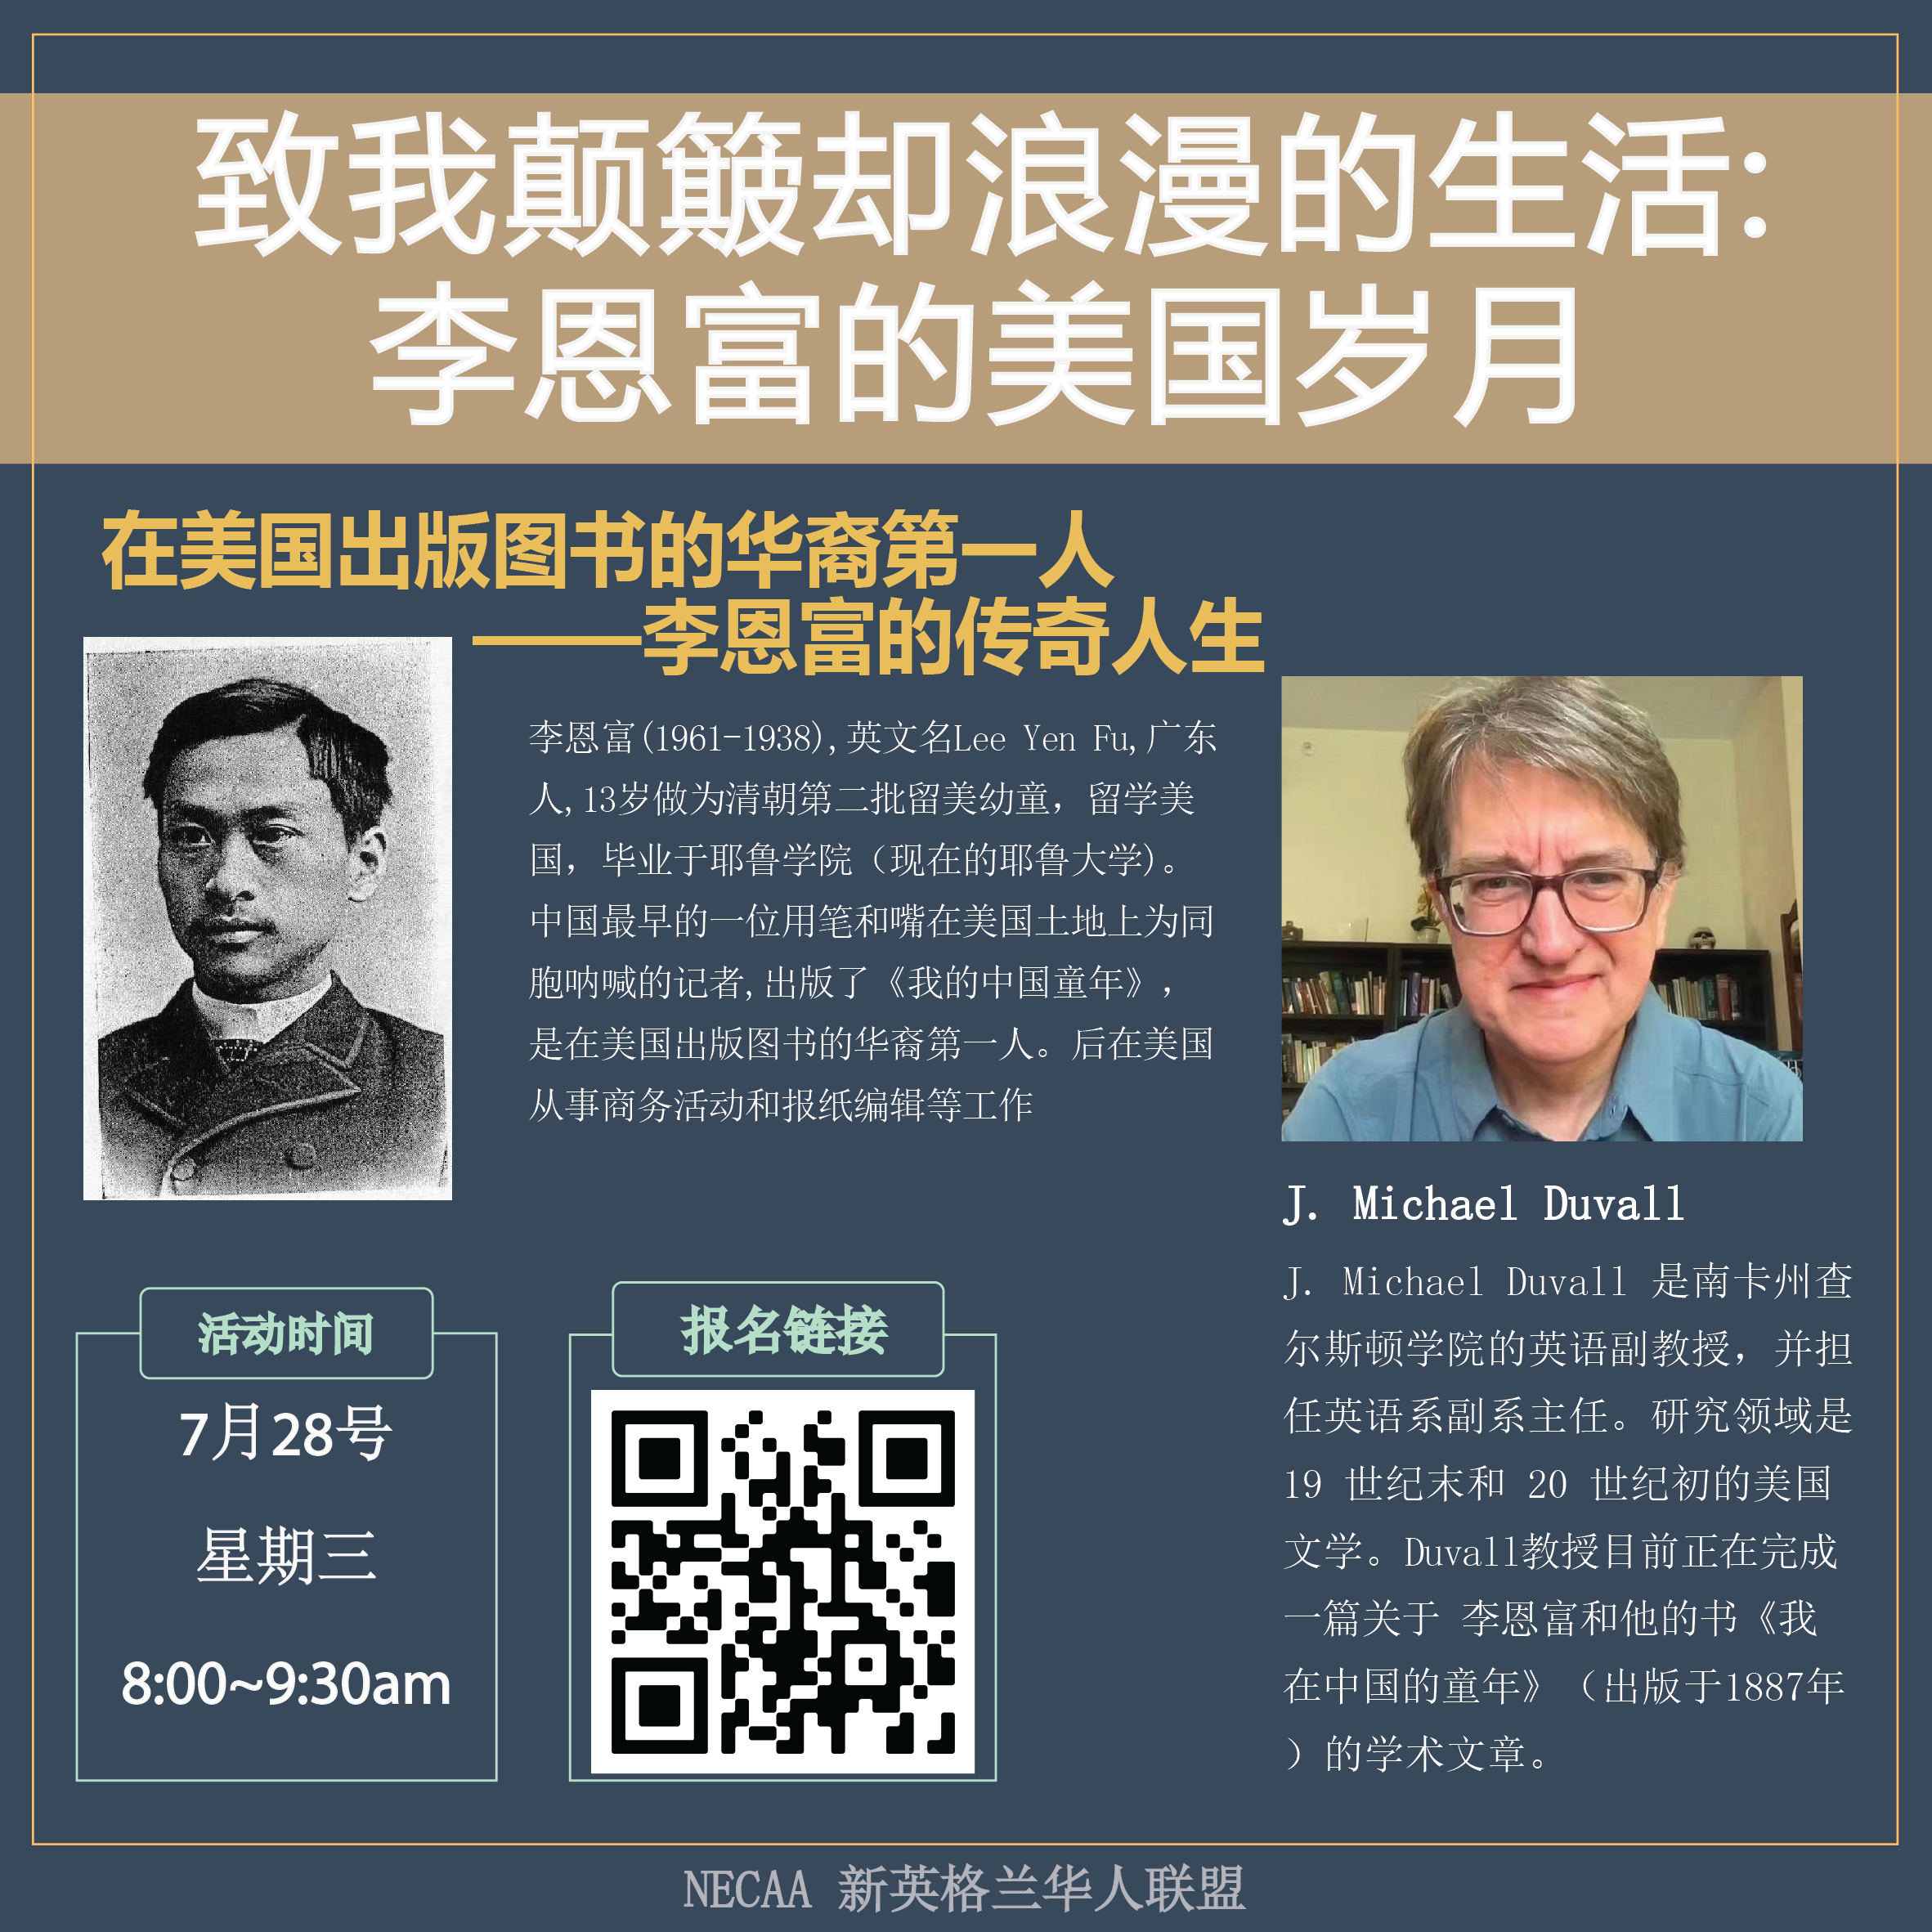 致我颠簸却浪漫的生活:
李恩富的美国岁月
在美国出版图书的华裔第一人
——李恩富的传奇人生
李恩富(1961-1938),英文名Lee Yen Fu,广东
人,13岁做为清朝第二批留美幼童，留学美
国，毕业于耶鲁学院（现在的耶鲁大学)。
中国最早的一位用笔和嘴在美国土地上为同
胞呐喊的记者,出版了《我的中国童年》，
是在美国出版图书的华裔第一人。后在美国
从事商务活动和报纸编辑等工作
J. Michael Duvall
J. Michael Duvall 是南卡州查
尔斯顿学院的英语副教授，并担
任英语系副系主任。研究领域是
19 世纪末和 20 世纪初的美国
文学。Duvall教授目前正在完成
一篇关于 李恩富和他的书《我
在中国的童年》（出版于1887年
）的学术文章。
活动时间
7月28号
星期三
8:00~9:30am
报名链接
NECAA 新英格兰华人联盟